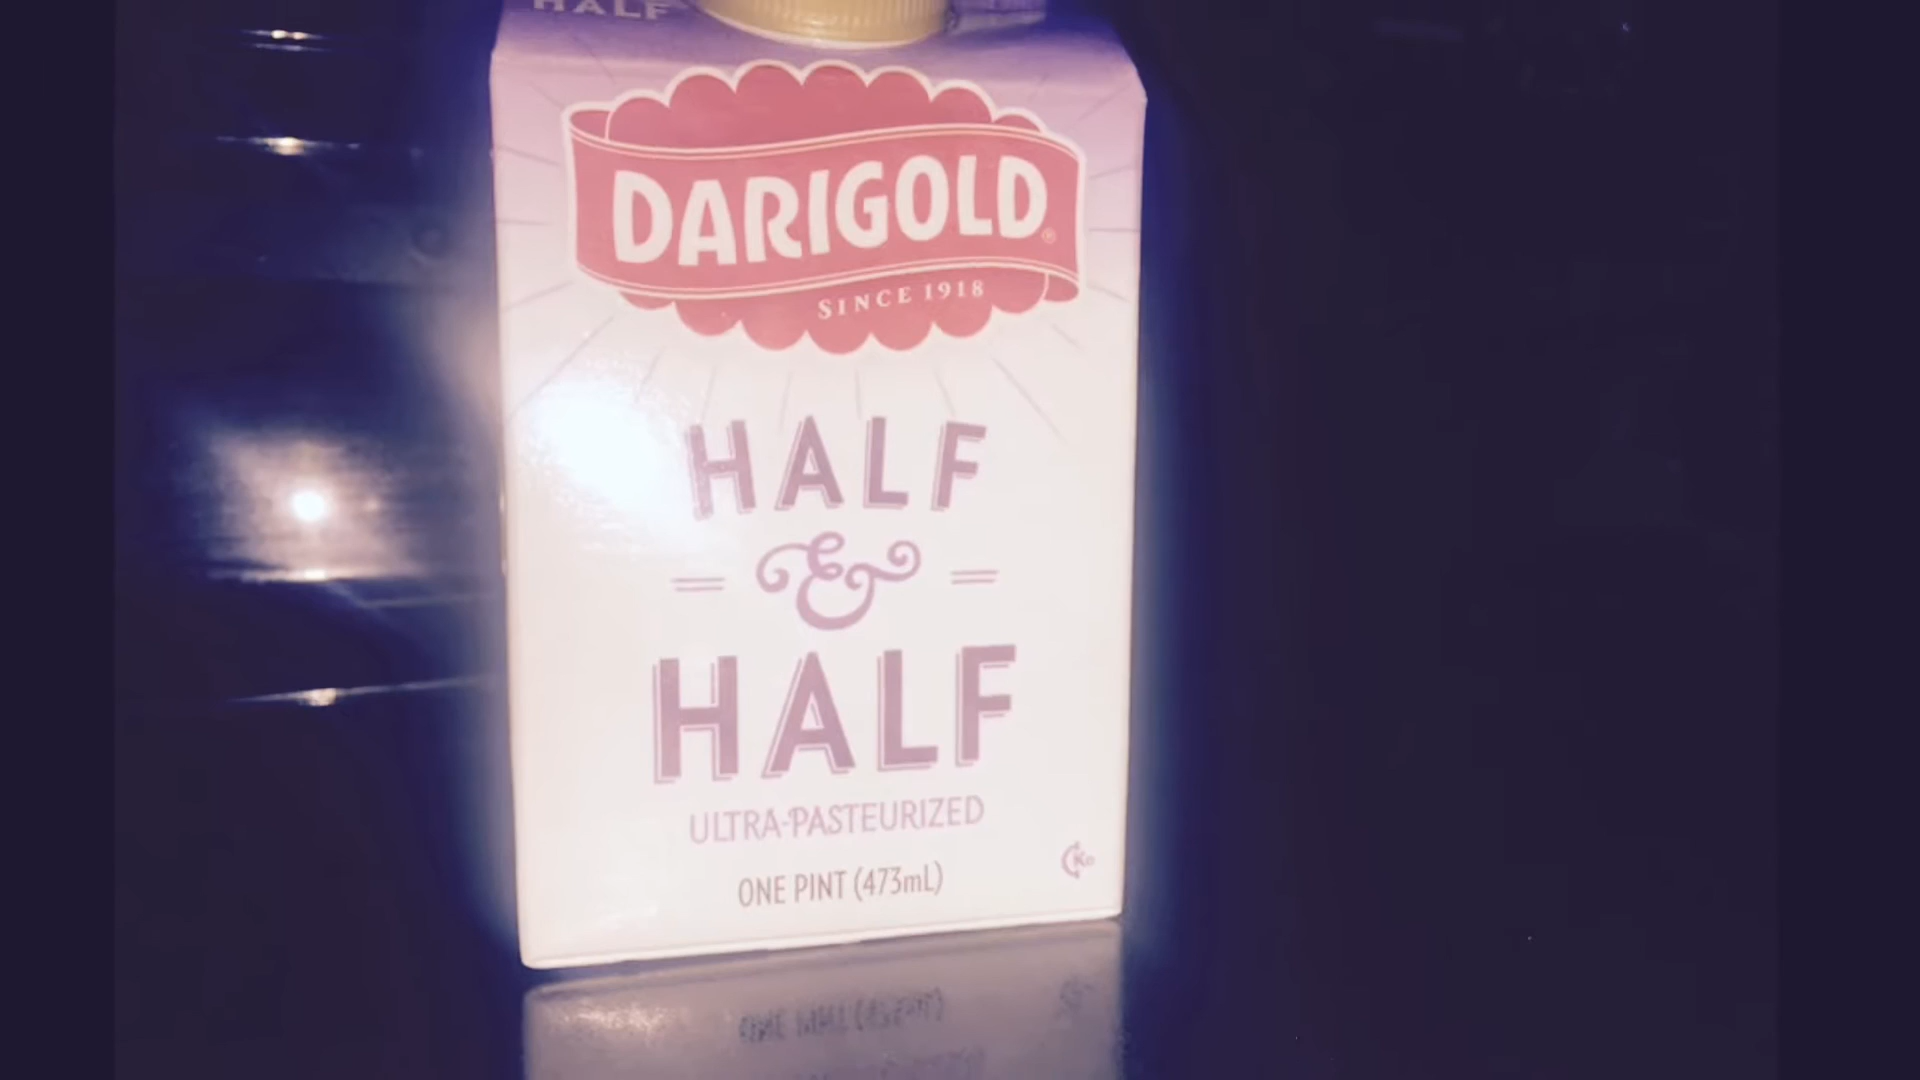 HALF
DARIGOLD®
SINCE 1918
HALF
&
HALF
ULTRA-PASTEURIZED
ONE PINT (473mL)
K